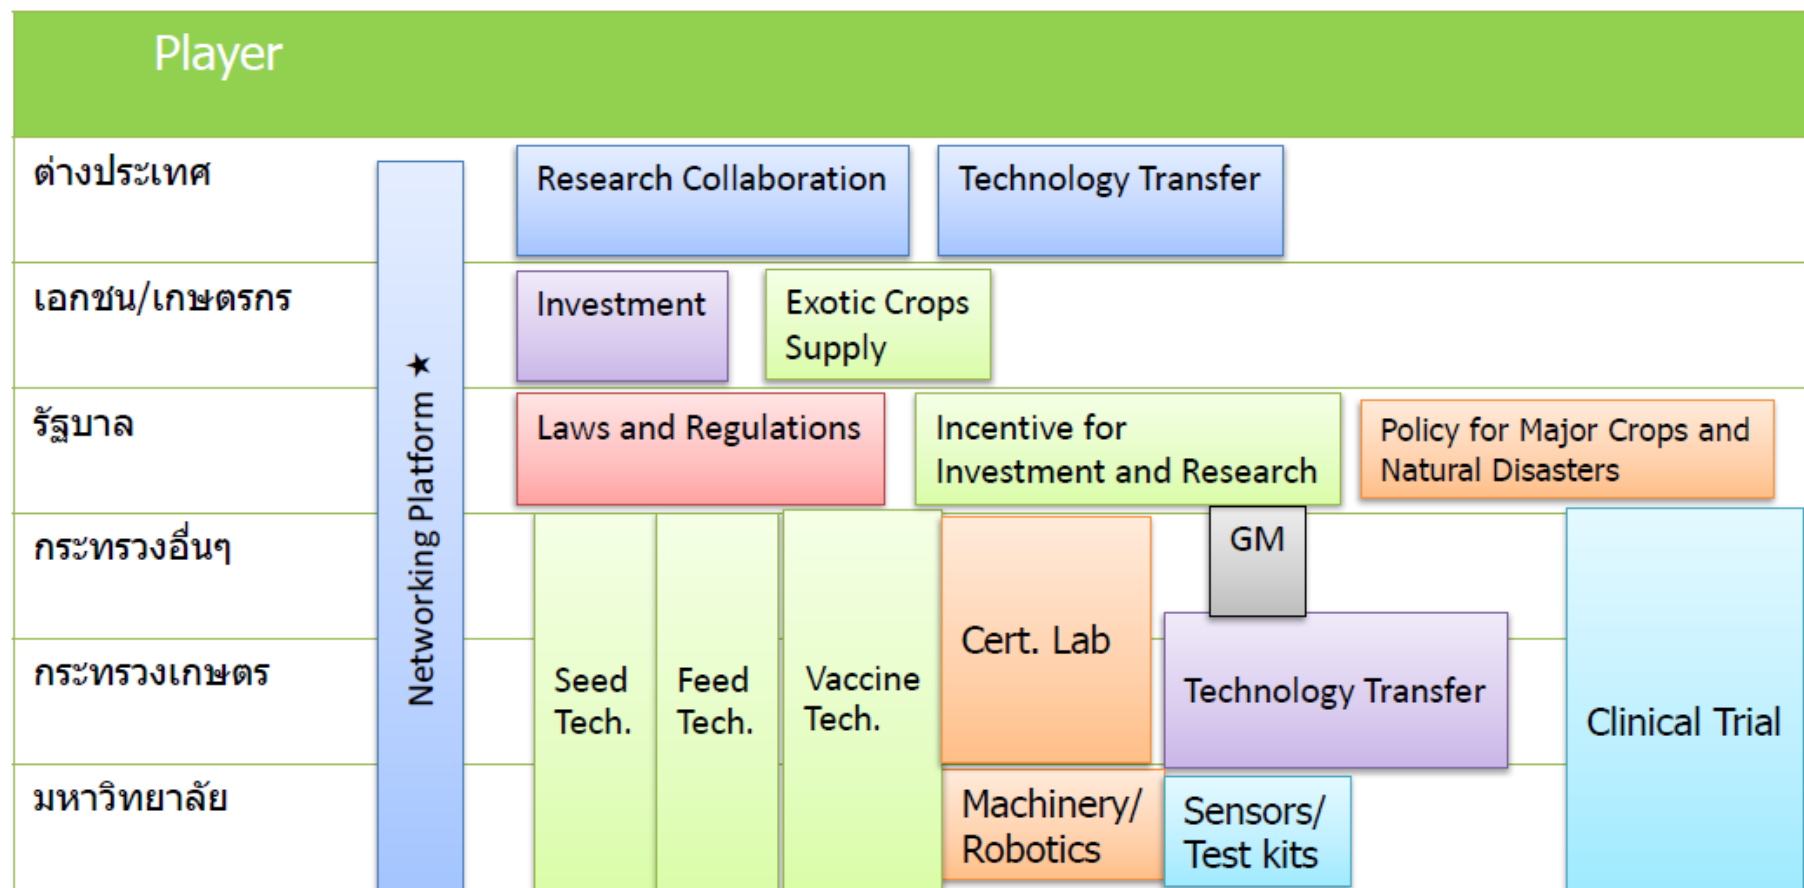 Player
ต่างประเทศ
Research Collaboration
Technology Transfer
เอกชน/เกษตรกร
Investment
Exotic Crops
Supply
Networking Platform ★
รัฐบาล
Laws and Regulations
Incentive for
Investment and Research
Policy for Major Crops and
Natural Disasters
กระทรวงอื่นๆ
GM
Cert. Lab
กระทรวงเกษตร
Seed
Tech.
Feed
Tech.
Vaccine
Tech.
Technology Transfer
Clinical Trial
มหาวิทยาลัย
Machinery/
Robotics
Sensors/
Test kits